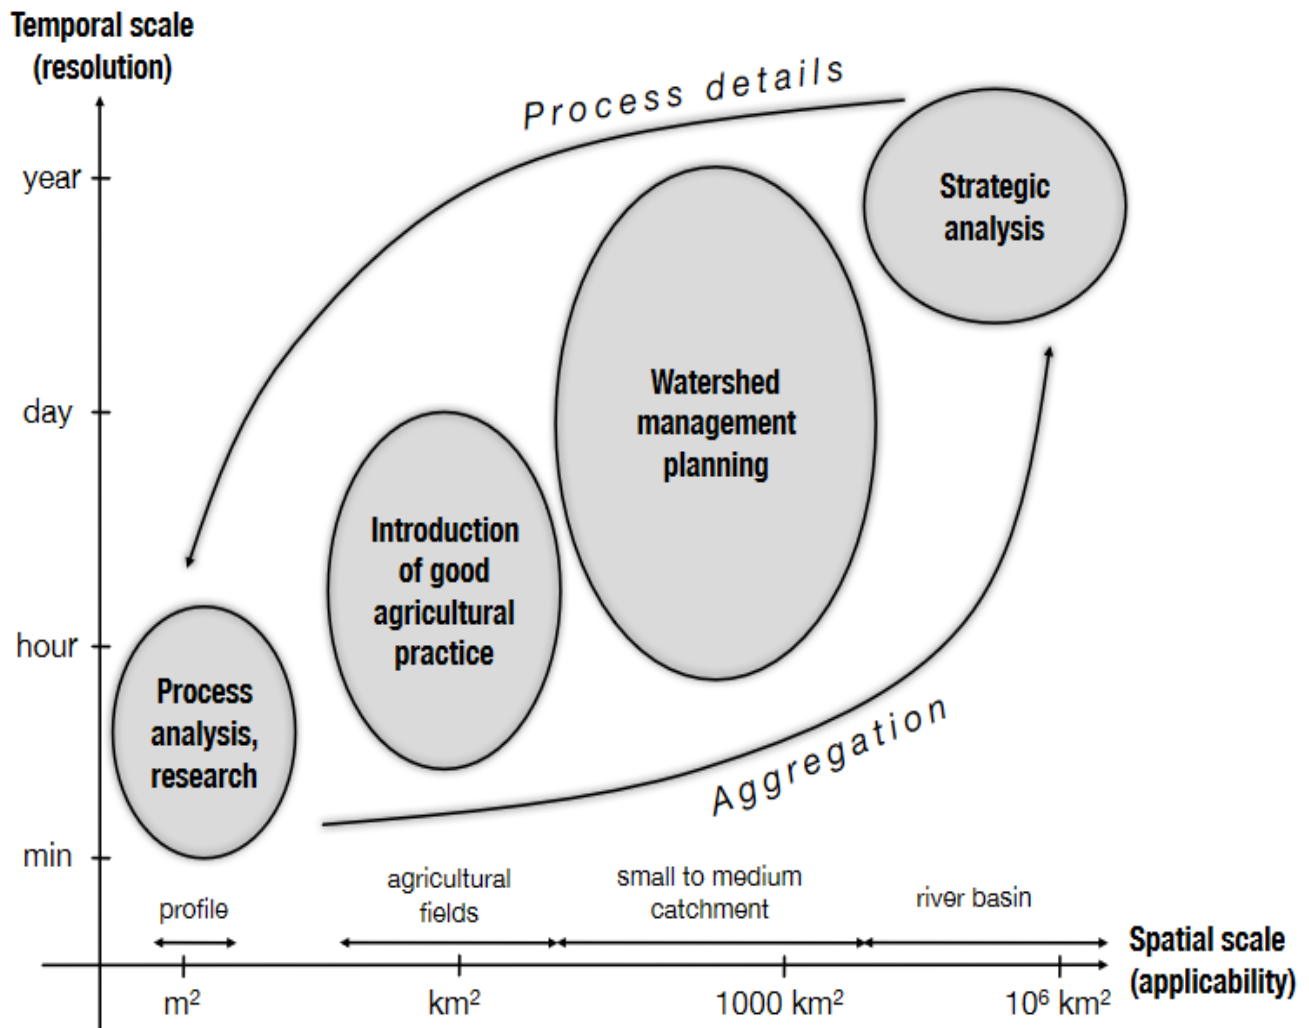 Temporal scale
(resolution)
Process details
year
Strategic
analysis
Watershed
management
planning
day
Introduction
of good
agricultural
practice
hour
Process
analysis,
research
Aggregation
min
profile
agricultural
fields
small to medium
catchment
river basin
Spatial scale
(applicability)
m²
km²
1000 km²
10⁶ km²